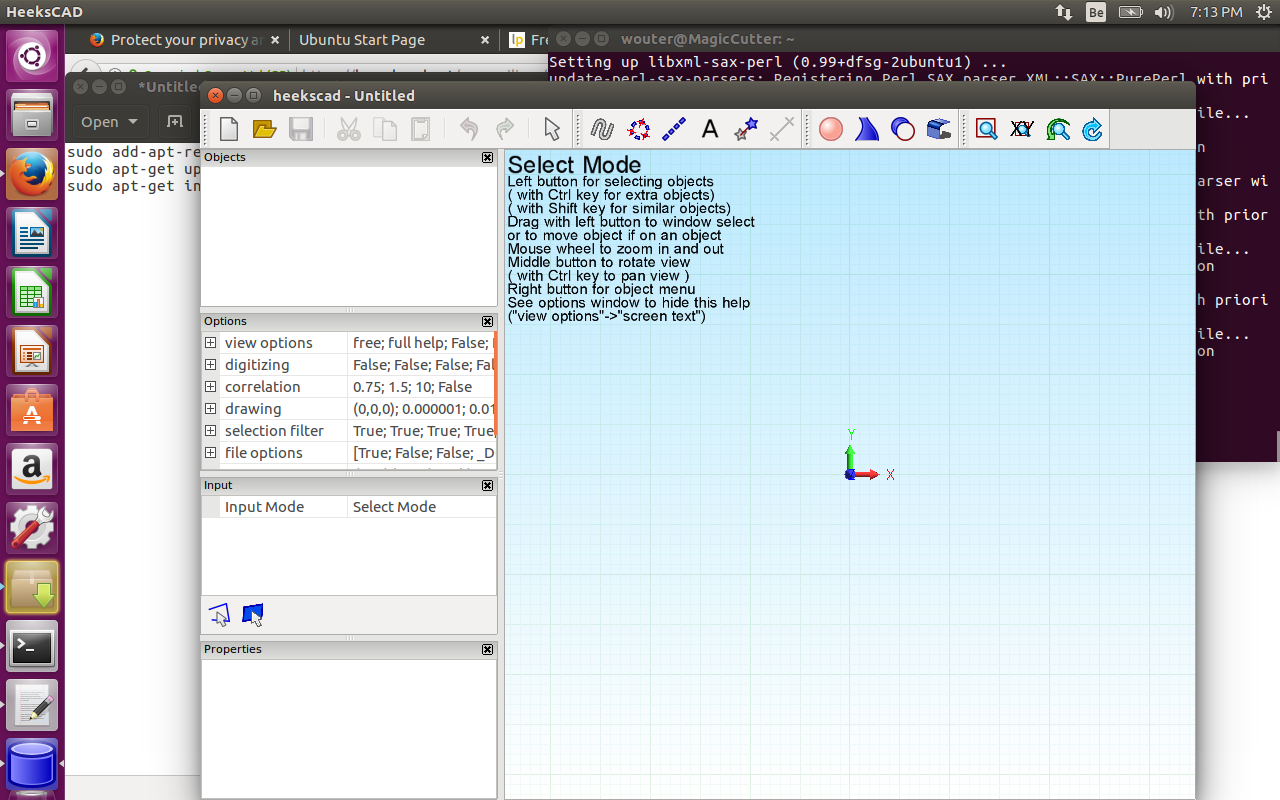 HeeksCAD
Be
7:13 PM
Protect your privacy ar
Ubuntu Start Page
Fre
wouter@MagicCutter: ~
Setting up libxml-sax-perl (0.99+dfsg-2ubuntu1) ...
update-perl-sax-parsers: Registering Perl SAX parser XML::SAX::PurePerl with pri
ile...
n
arser wi
th prior
ile...
on
h priori
ile...
on
*Untitled
Open
sudo add-apt-re
sudo apt-get up
sudo apt-get in
heekscad - Untitled
A
Objects
Options
view options free; full help; False;
digitizing False; False; False; Fal
correlation 0.75; 1.5; 10; False
drawing (0,0,0); 0.000001; 0.01
selection filter True; True; True; True;
file options [True; False; False; _D
Input
Input Mode Select Mode
Properties
Select Mode
Left button for selecting objects
( with Ctrl key for extra objects)
( with Shift key for similar objects)
Drag with left button to window select
or to move object if on an object
Mouse wheel to zoom in and out
Middle button to rotate view
( with Ctrl key to pan view )
Right button for object menu
See options window to hide this help
("view options"->"screen text")
Y
X